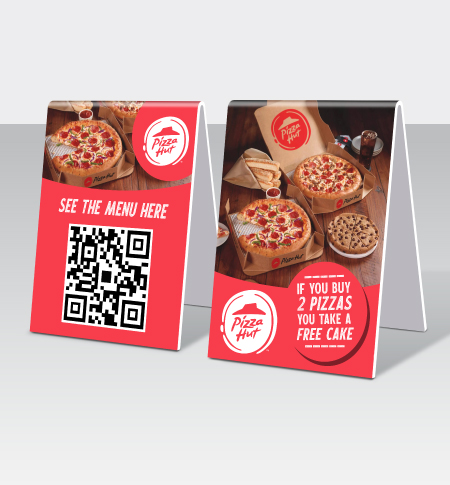 Pizza
Hut
SEE THE MENU HERE
Pizza
Hut
Pizza Hut
Pizza
Hut
IF YOU BUY
2 PIZZAS
YOU TAKE A
FREE CAKE